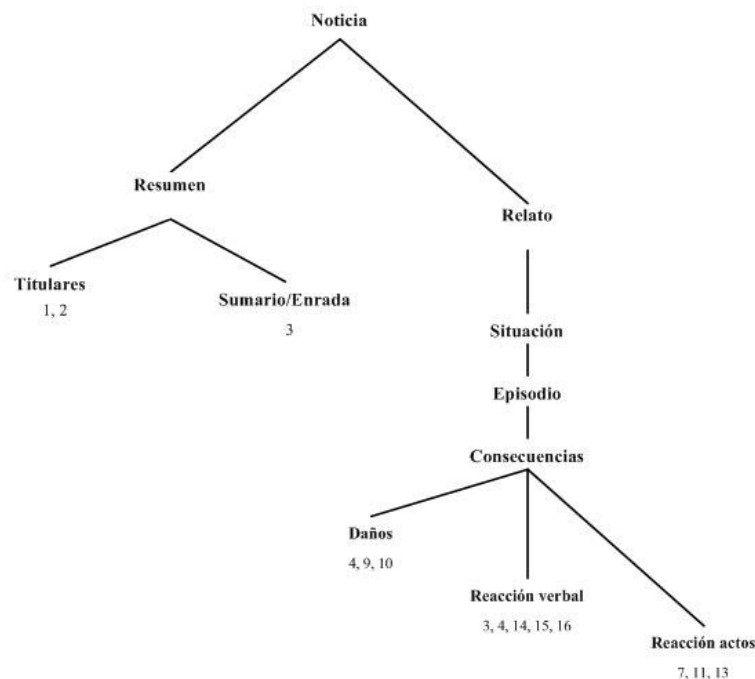 Noticia
Resumen
Relato
Titulares
1, 2
Sumario/Enrada
3
Situación
Episodio
Consecuencias
Daños
4, 9, 10
Reacción verbal
3, 4, 14, 15, 16
Reacción actos
7, 11, 13